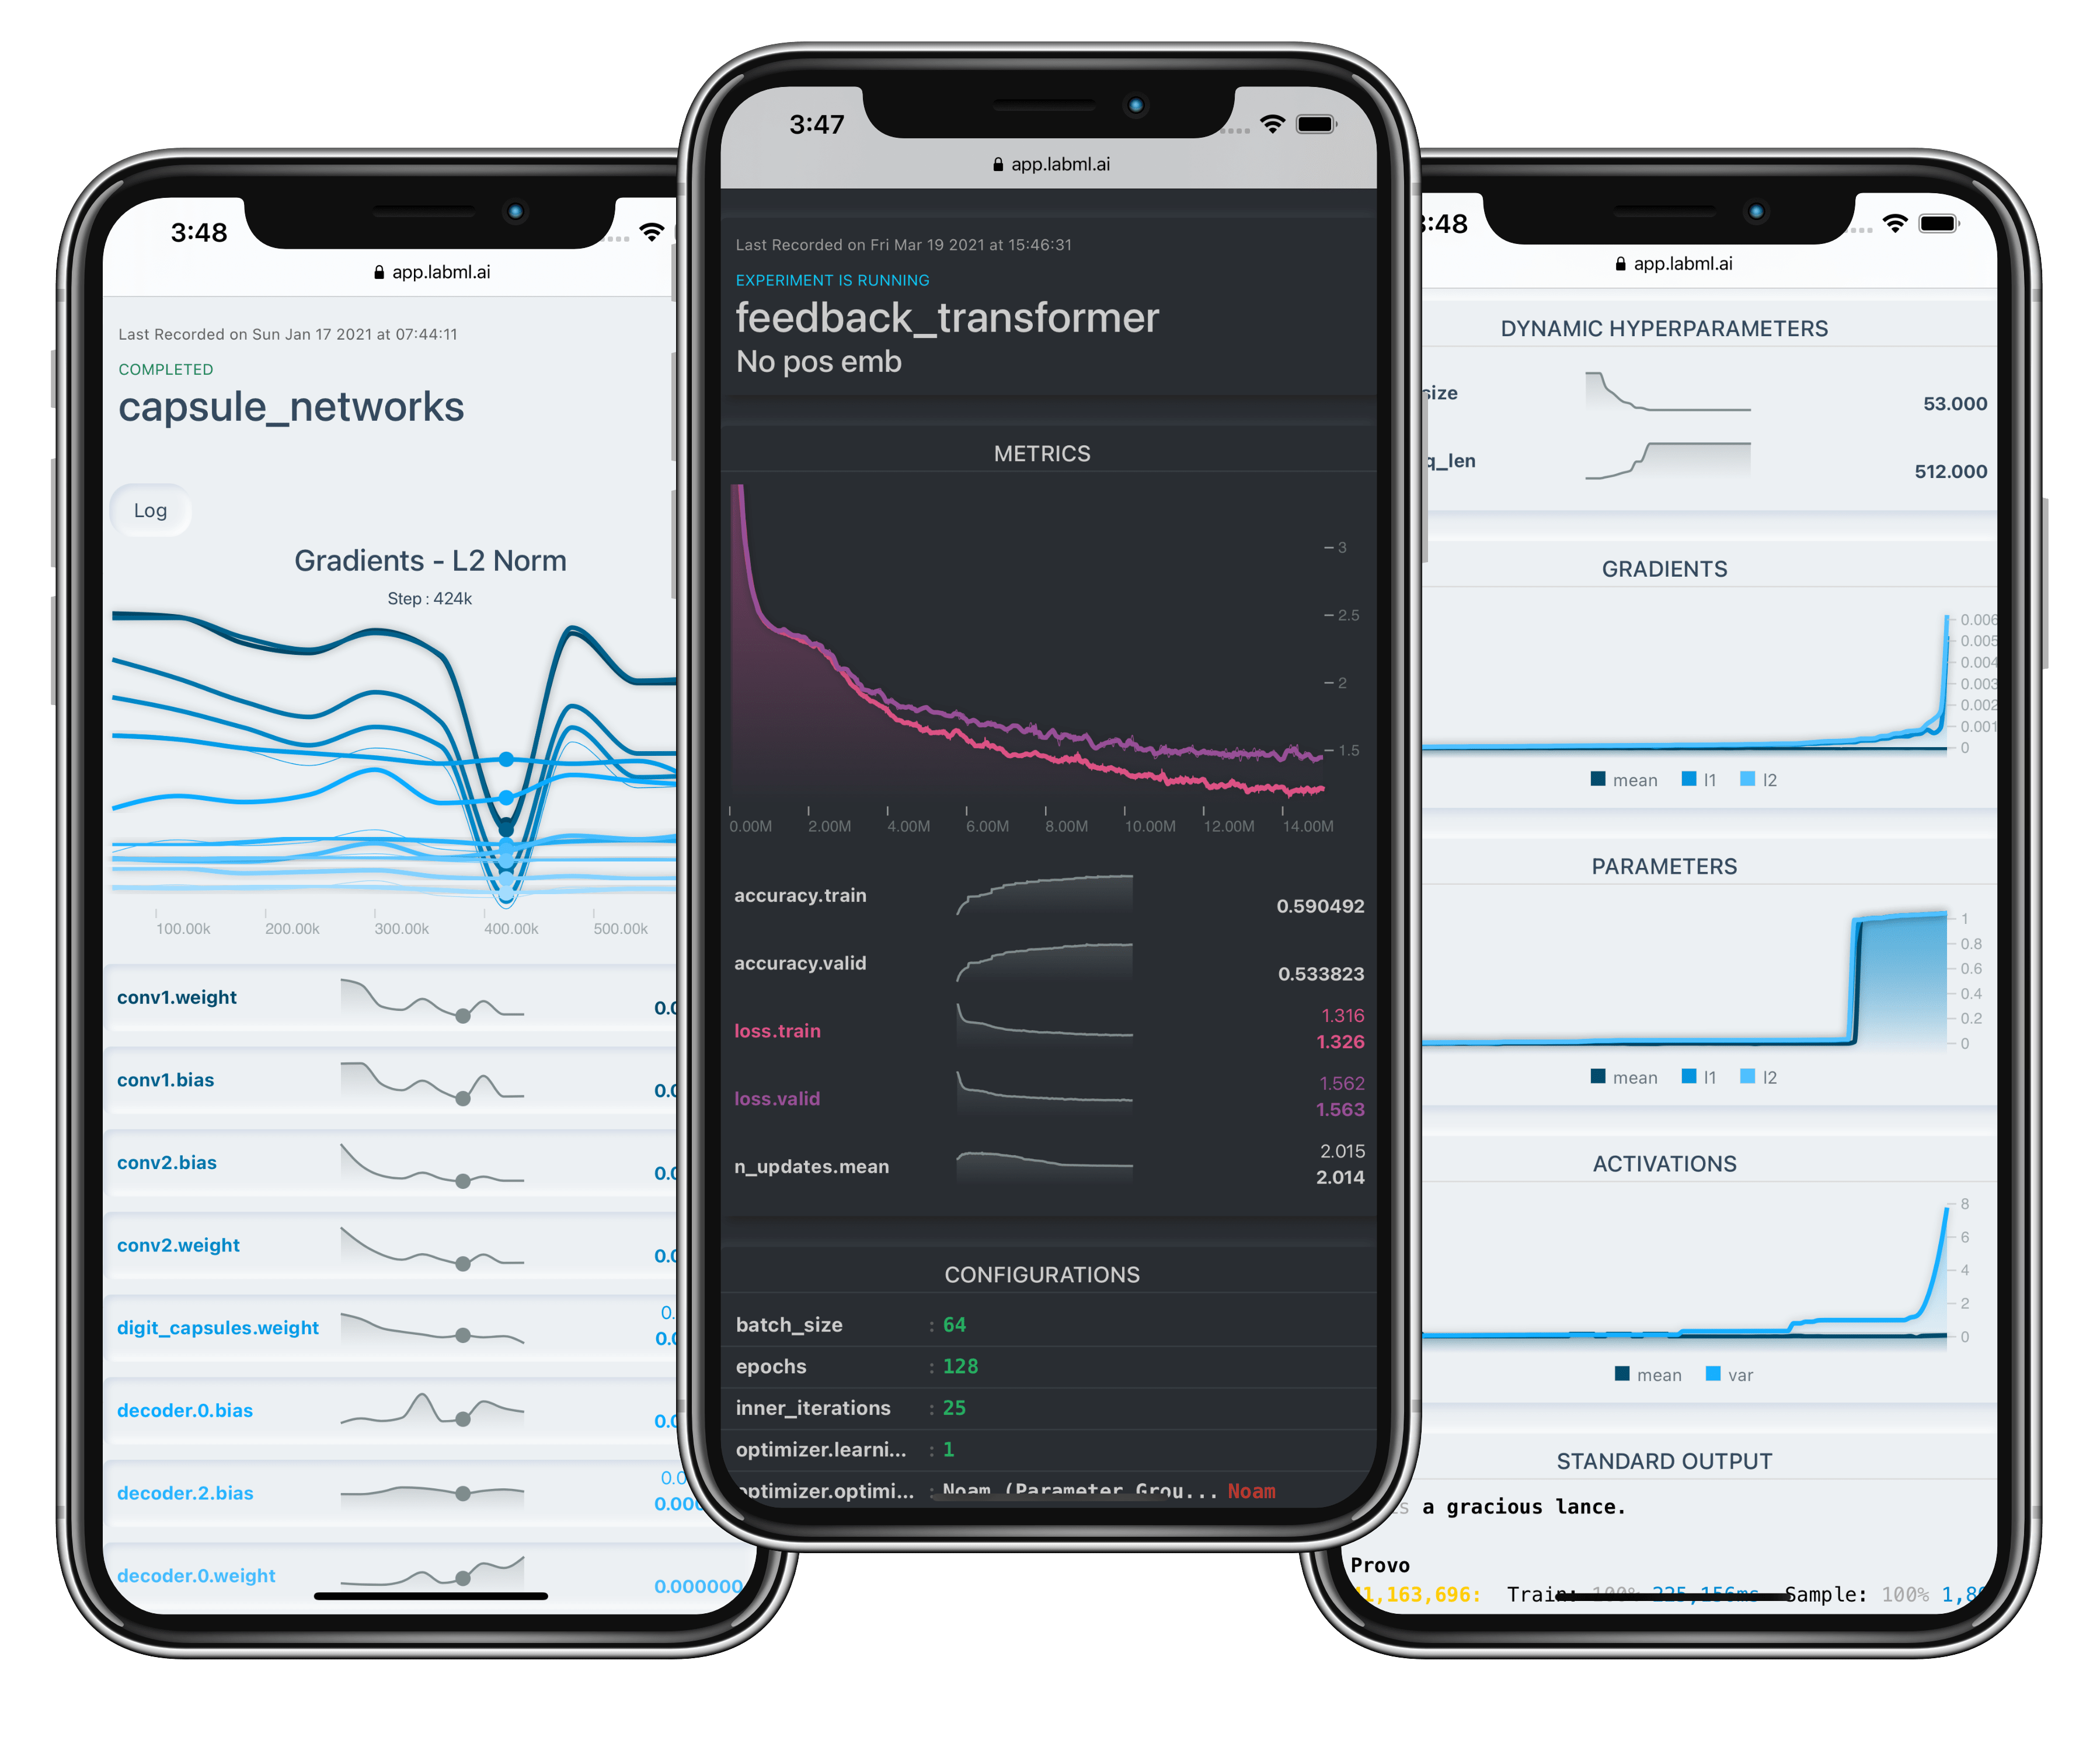 3:48
app.labml.ai
Last Recorded on Sun Jan 17 2021 at 07:44:11
COMPLETED
capsule_networks
Log
Gradients - L2 Norm
Step : 424k
100.00k 200.00k 300.00k 400.00k 500.00k
conv1.weight 0.0
conv1.bias 0.0
conv2.bias 0.0
conv2.weight 0.0
0.
digit_capsules.weight 0.0
decoder.0.bias 0.0
0.0
decoder.2.bias 0.000
decoder.0.weight 0.000000
3:47
app.labml.ai
Last Recorded on Fri Mar 19 2021 at 15:46:31
EXPERIMENT IS RUNNING
feedback_transformer
No pos emb
METRICS
3
2.5
2
1.5
0.00M 2.00M 4.00M 6.00M 8.00M 10.00M 12.00M 14.00M
accuracy.train 0.590492
accuracy.valid 0.533823
1.316
loss.train 1.326
1.562
loss.valid 1.563
2.015
n_updates.mean 2.014
CONFIGURATIONS
batch_size : 64
epochs : 128
inner_iterations : 25
optimizer.learni... : 1
optimizer.optimi... : Noam (Parameter Grou... Noam
3:48
app.labml.ai
DYNAMIC HYPERPARAMETERS
size 53.000
q_len 512.000
GRADIENTS
0.006
0.005
0.004
0.003
0.002
0.001
0
mean l1 l2
PARAMETERS
1
0.8
0.6
0.4
0.2
0
mean l1 l2
ACTIVATIONS
8
6
4
2
0
mean var
STANDARD OUTPUT
s a gracious lance.
Provo
1,163,696: Train: 100% 225,156ms Sample: 100% 1,8